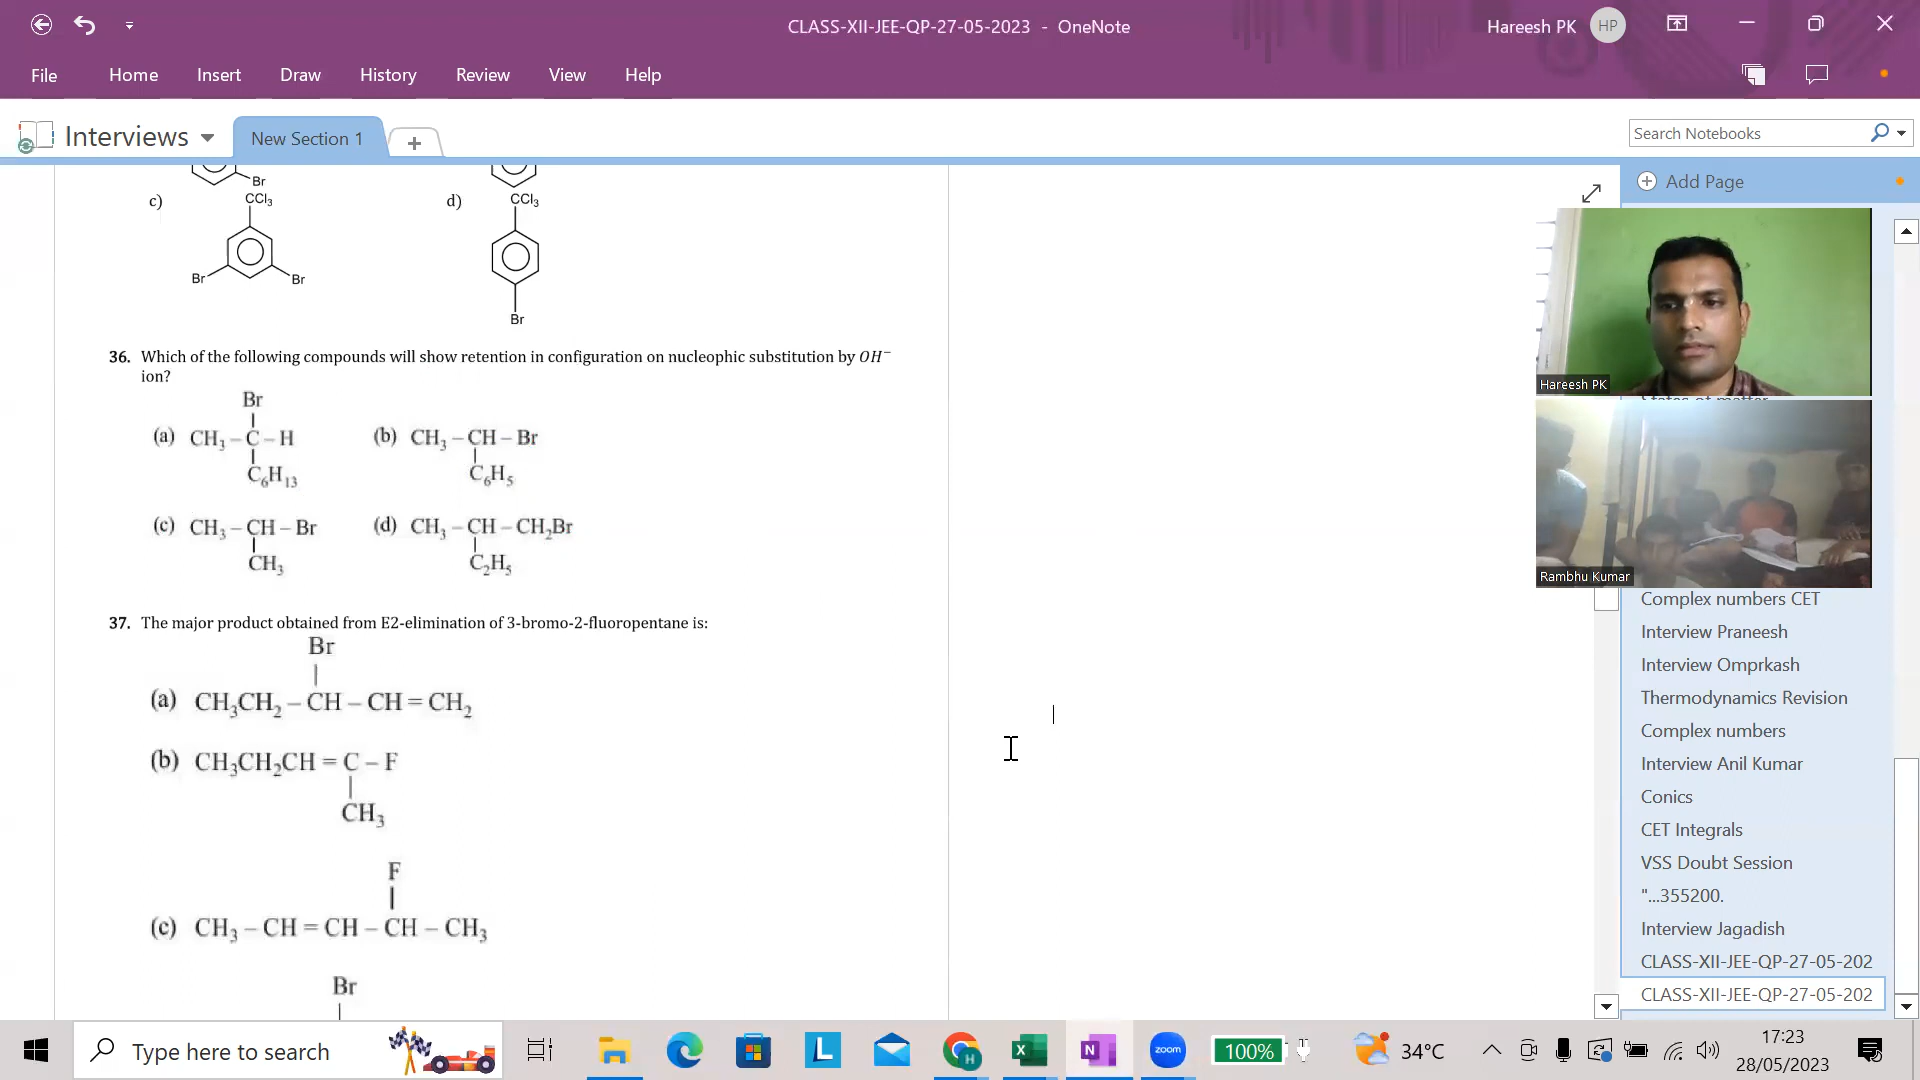 CLASS-XII-JEE-QP-27-05-2023 - OneNote
Hareesh PK HP
File Home Insert Draw History Review View Help
Interviews
New Section 1
+
Search Notebooks
Add Page
Br
c) CCl3
Br Br
d) CCl3
Br
36. Which of the following compounds will show retention in configuration on nucleophic substitution by OH⁻
ion?
Br
(a) CH₃ – C – H (b) CH₃ – CH – Br
C₆H₁₃ C₆H₅
(c) CH₃ – CH – Br (d) CH₃ – CH – CH₂Br
CH₃ C₂H₅
37. The major product obtained from E2-elimination of 3-bromo-2-fluoropentane is:
Br
(a) CH₃CH₂ – CH – CH = CH₂
(b) CH₃CH₂CH = C – F
CH₃
F
(c) CH₃ – CH = CH – CH – CH₃
Br
Hareesh PK
Rambhu Kumar
Complex numbers CET
Interview Praneesh
Interview Omprkash
Thermodynamics Revision
Complex numbers
Interview Anil Kumar
Conics
CET Integrals
VSS Doubt Session
"...355200.
Interview Jagadish
CLASS-XII-JEE-QP-27-05-202
CLASS-XII-JEE-QP-27-05-202
Type here to search
L
H
X
N
zoom
100%
34°C
17:23
28/05/2023